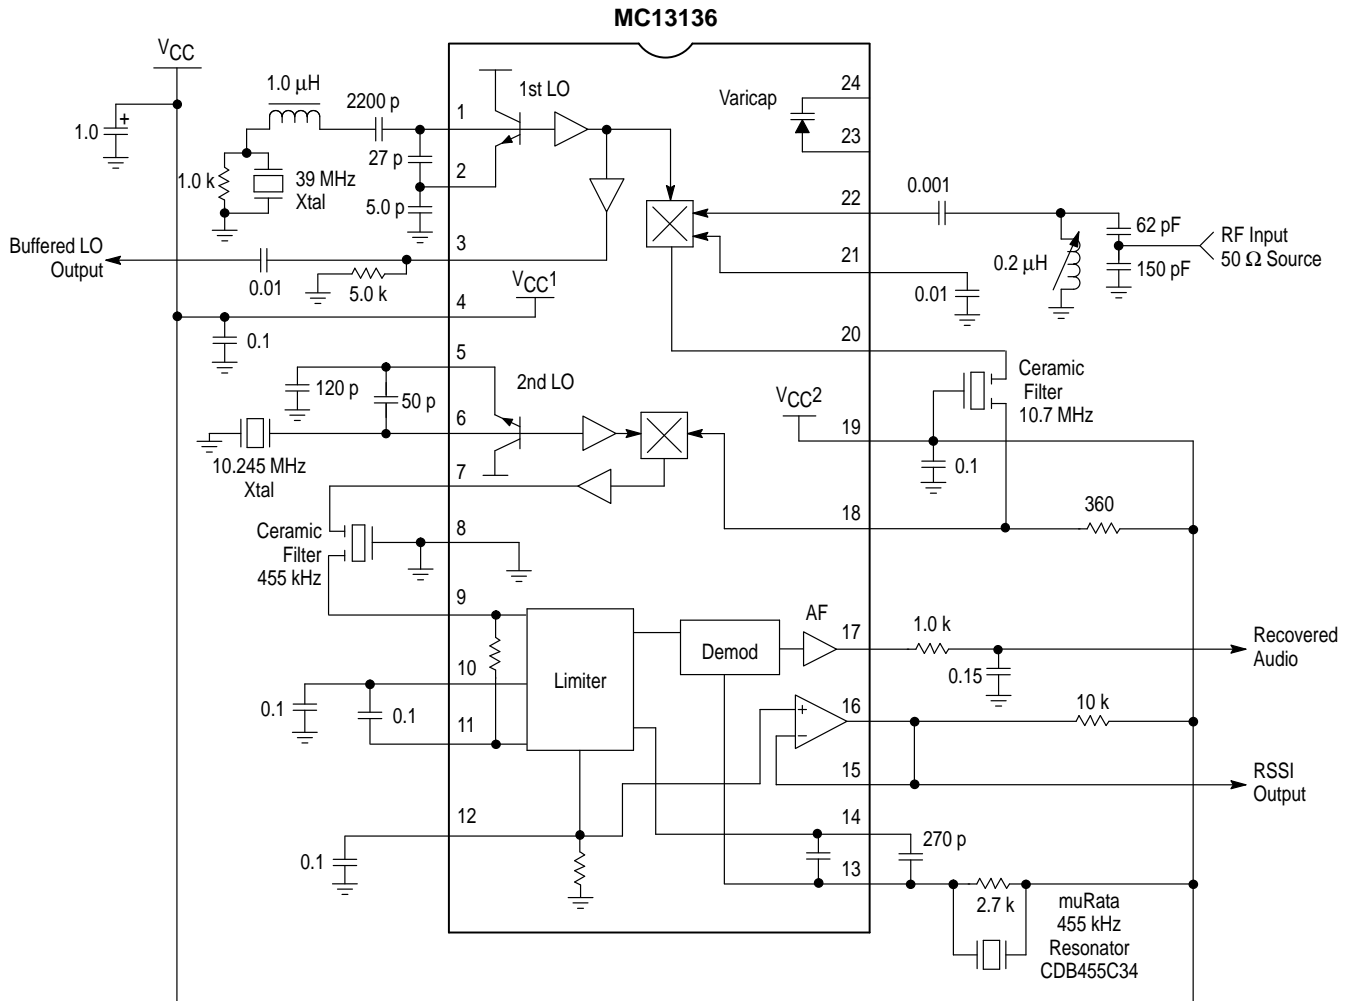 MC13136
VCC
1.0 µH
2200 p
1
1st LO
Varicap
24
23
1.0
+
27 p
2
1.0 k
39 MHz
Xtal
5.0 p
22
0.001
62 pF
RF Input
50 Ω Source
150 pF
0.2 µH
Buffered LO
Output
3
0.01
5.0 k
21
0.01
VCC1
4
0.1
20
5
120 p
50 p
2nd LO
VCC2
Ceramic
Filter
10.7 MHz
6
19
10.245 MHz
Xtal
7
0.1
Ceramic
Filter
455 kHz
8
18
360
9
AF
17
1.0 k
Recovered
Audio
Demod
0.15
10
Limiter
0.1
0.1
11
+
–
16
10 k
15
RSSI
Output
12
14
270 p
0.1
13
2.7 k
muRata
455 kHz
Resonator
CDB455C34